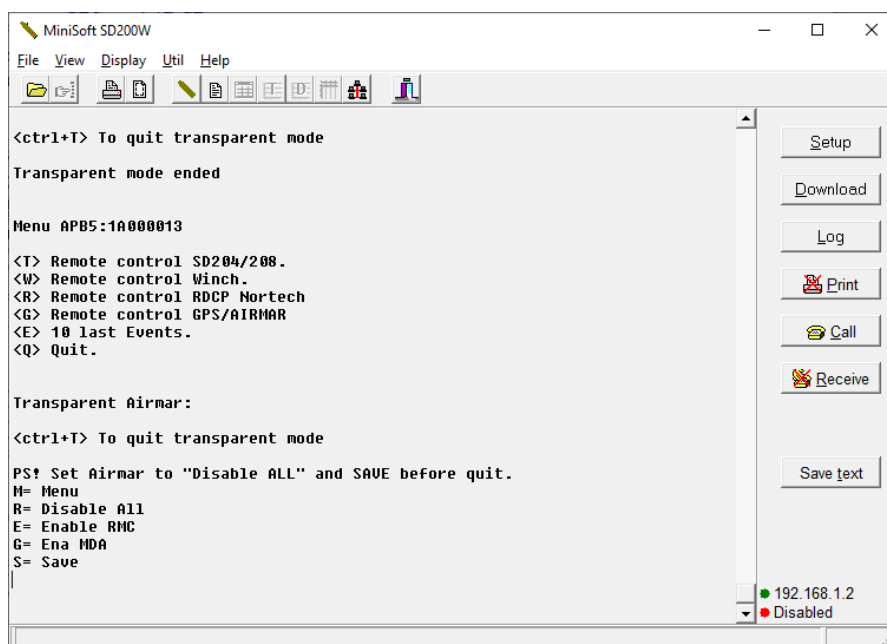 MiniSoft SD200W
File View Display Util Help
<ctrl+T> To quit transparent mode
Transparent mode ended
Menu APB5:1A000013
<T> Remote control SD204/208.
<W> Remote control Winch.
<R> Remote control RDCP Nortech
<G> Remote control GPS/AIRMAR
<E> 10 last Events.
<Q> Quit.
Transparent Airmar:
<ctrl+T> To quit transparent mode
PS! Set Airmar to "Disable ALL" and SAVE before quit.
M= Menu
R= Disable All
E= Enable RMC
G= Ena MDA
S= Save
Setup
Download
Log
Print
Call
Receive
Save text
192.168.1.2
Disabled